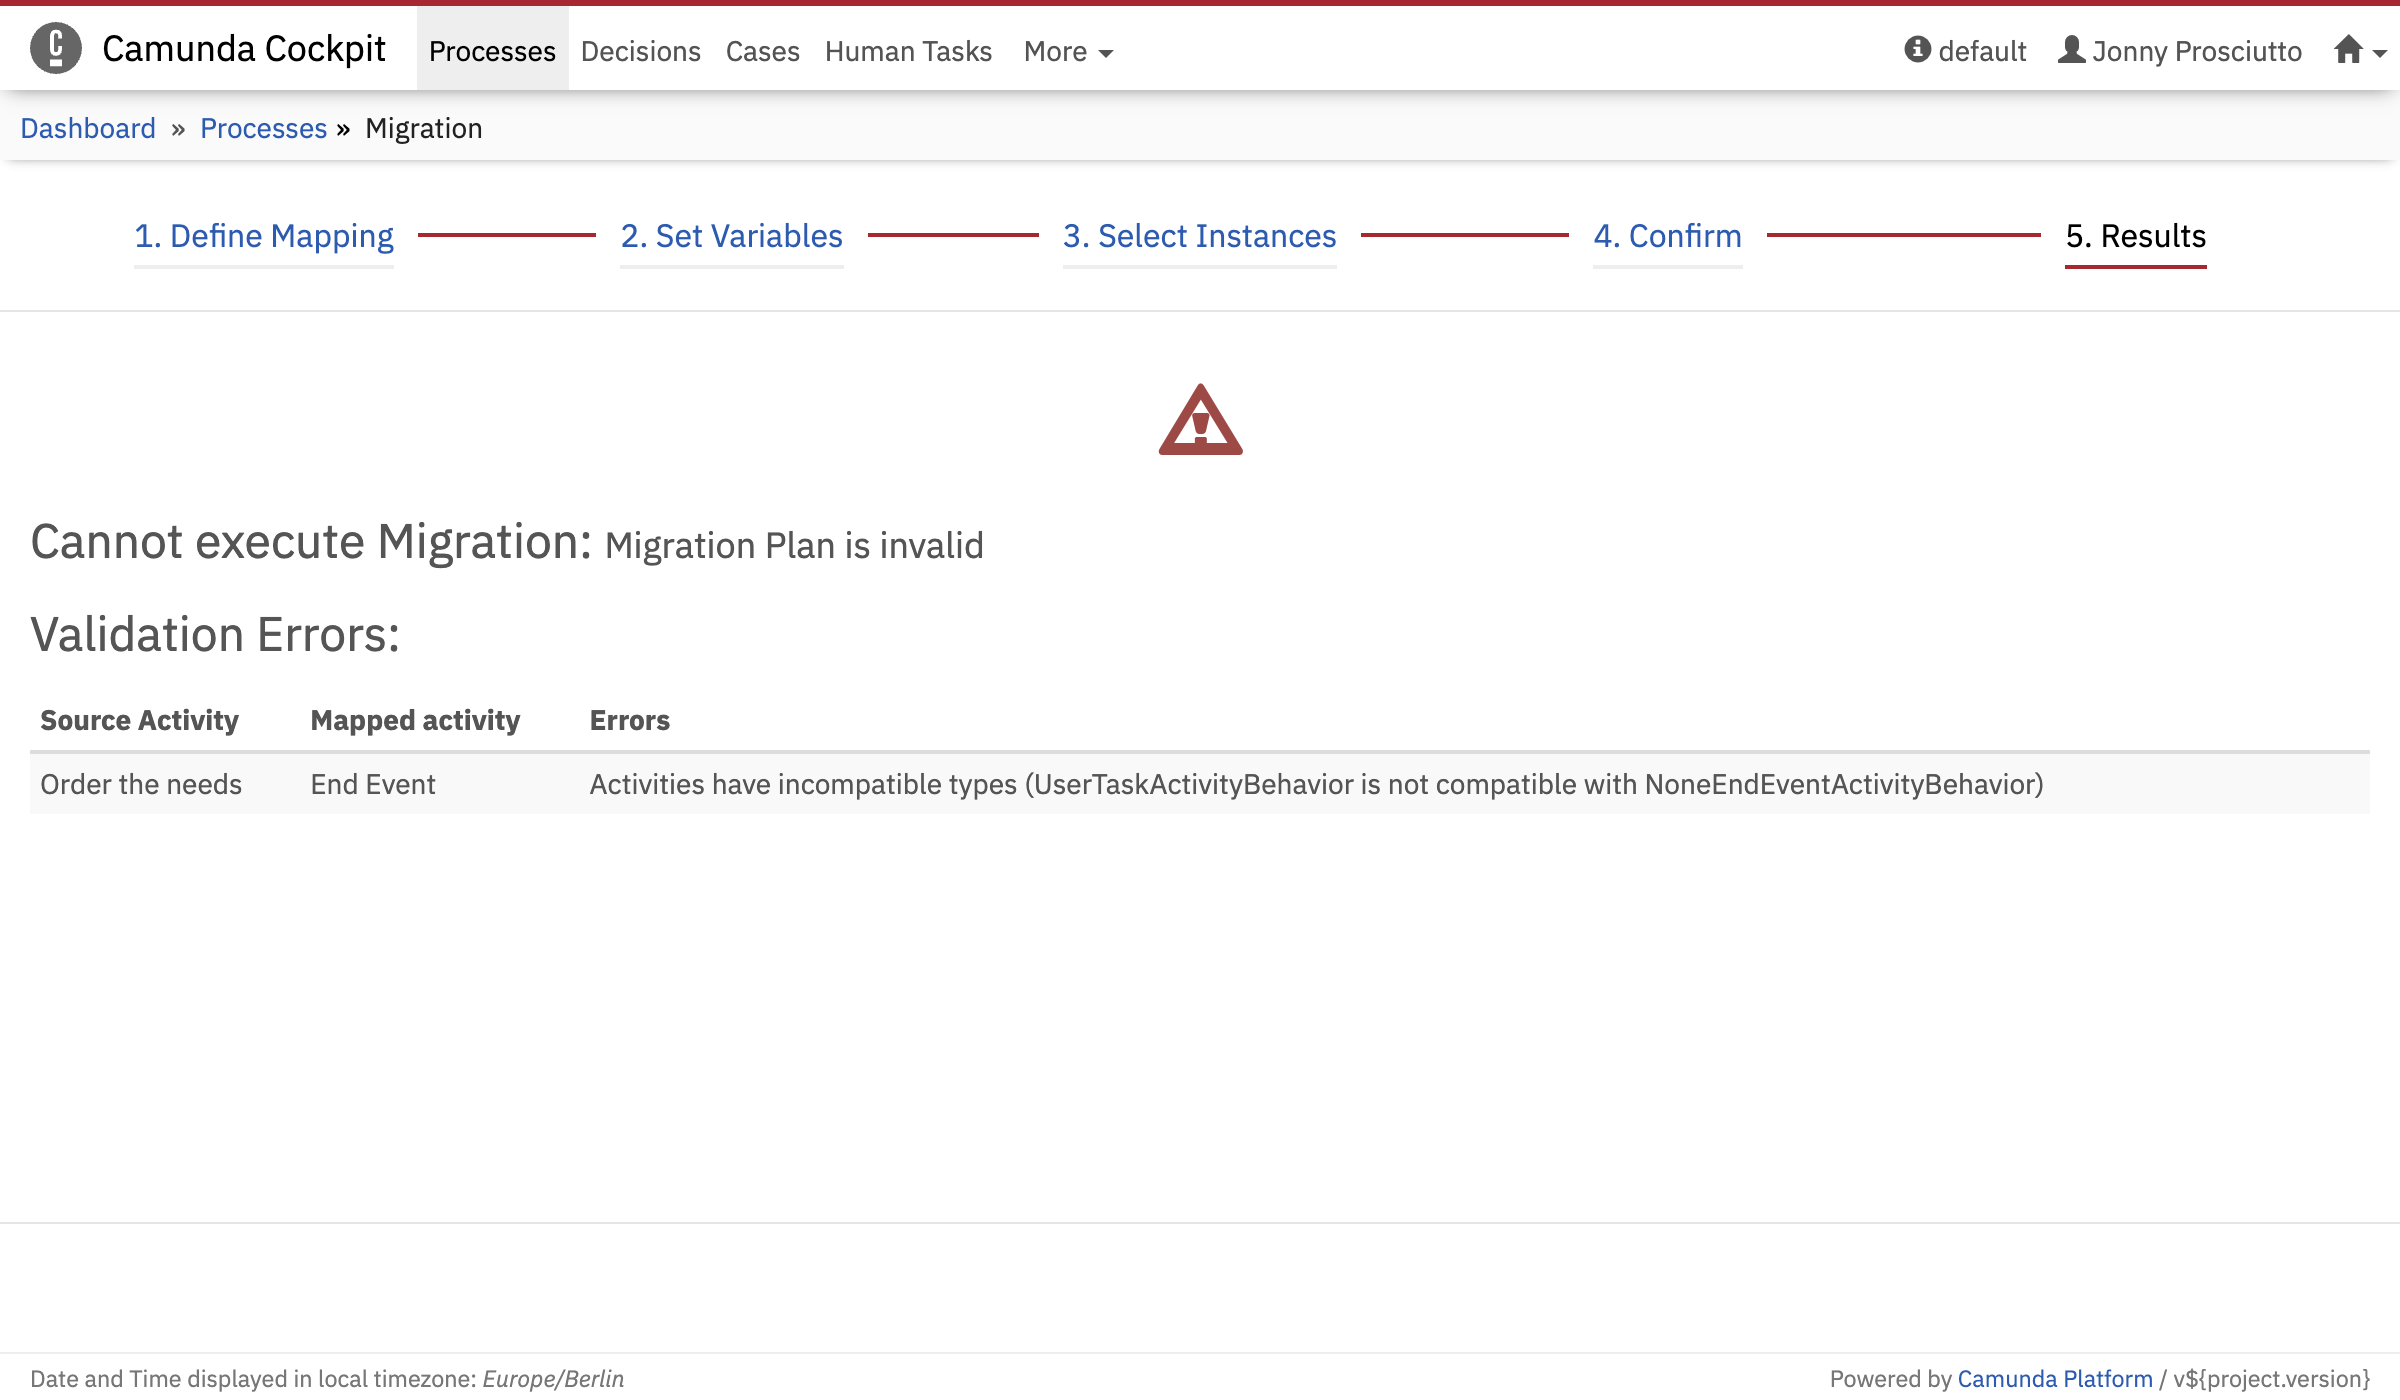 Camunda Cockpit Processes Decisions Cases Human Tasks More default Jonny Prosciutto
Dashboard » Processes » Migration
1. Define Mapping 2. Set Variables 3. Select Instances 4. Confirm 5. Results
Cannot execute Migration: Migration Plan is invalid
Validation Errors:
Source Activity Mapped activity Errors
Order the needs End Event Activities have incompatible types (UserTaskActivityBehavior is not compatible with NoneEndEventActivityBehavior)
Date and Time displayed in local timezone: Europe/Berlin Powered by Camunda Platform / v${project.version}